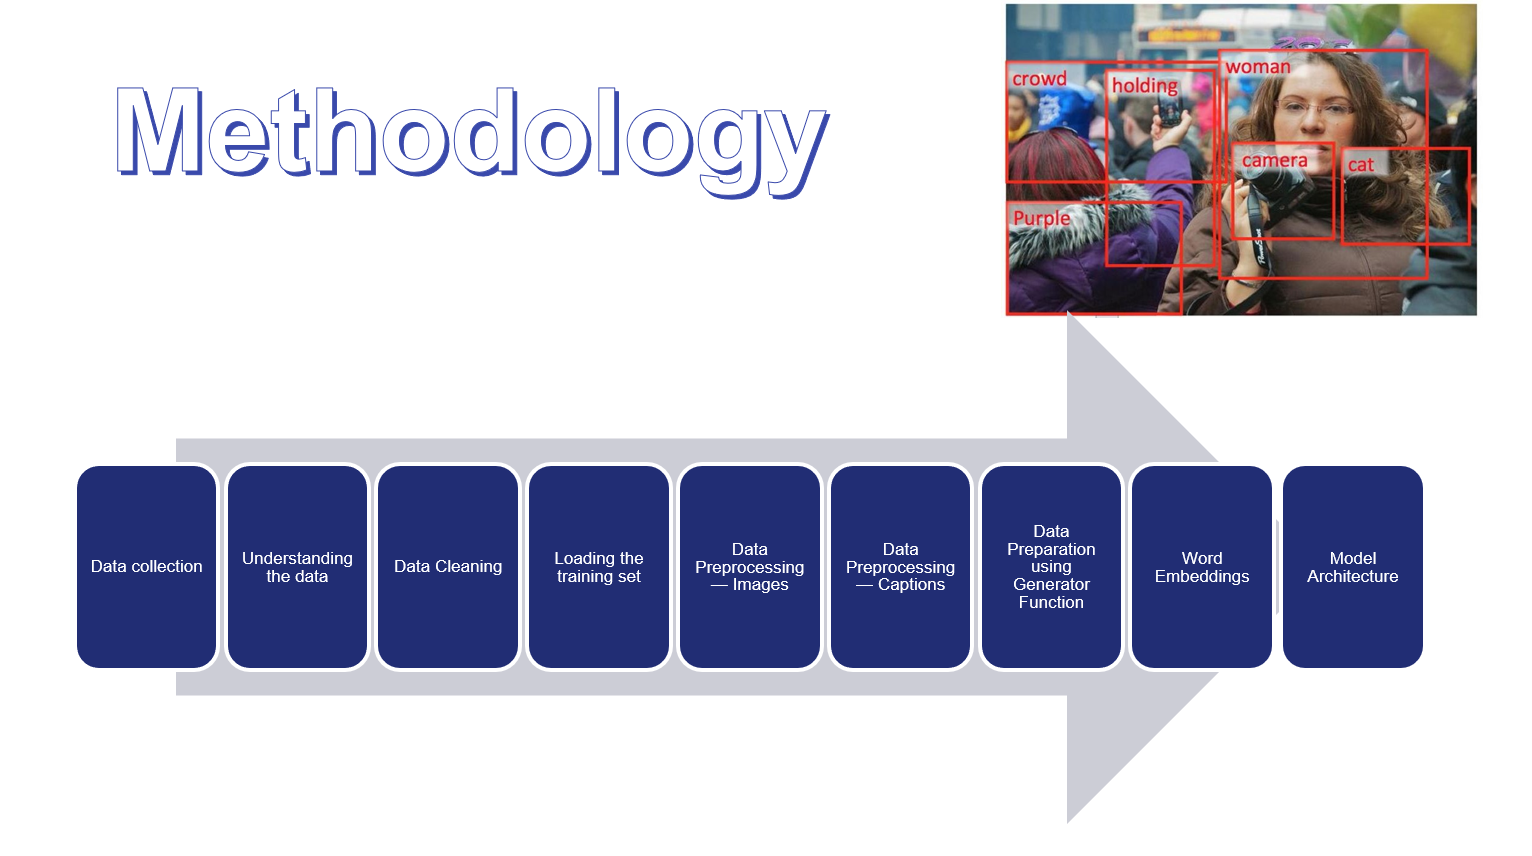 Methodology
crowd
holding
woman
camera
cat
Purple
Data collection
Understanding
the data
Data Cleaning
Loading the
training set
Data
Preprocessing
— Images
Data
Preprocessing
— Captions
Data
Preparation
using
Generator
Function
Word
Embeddings
Model
Architecture